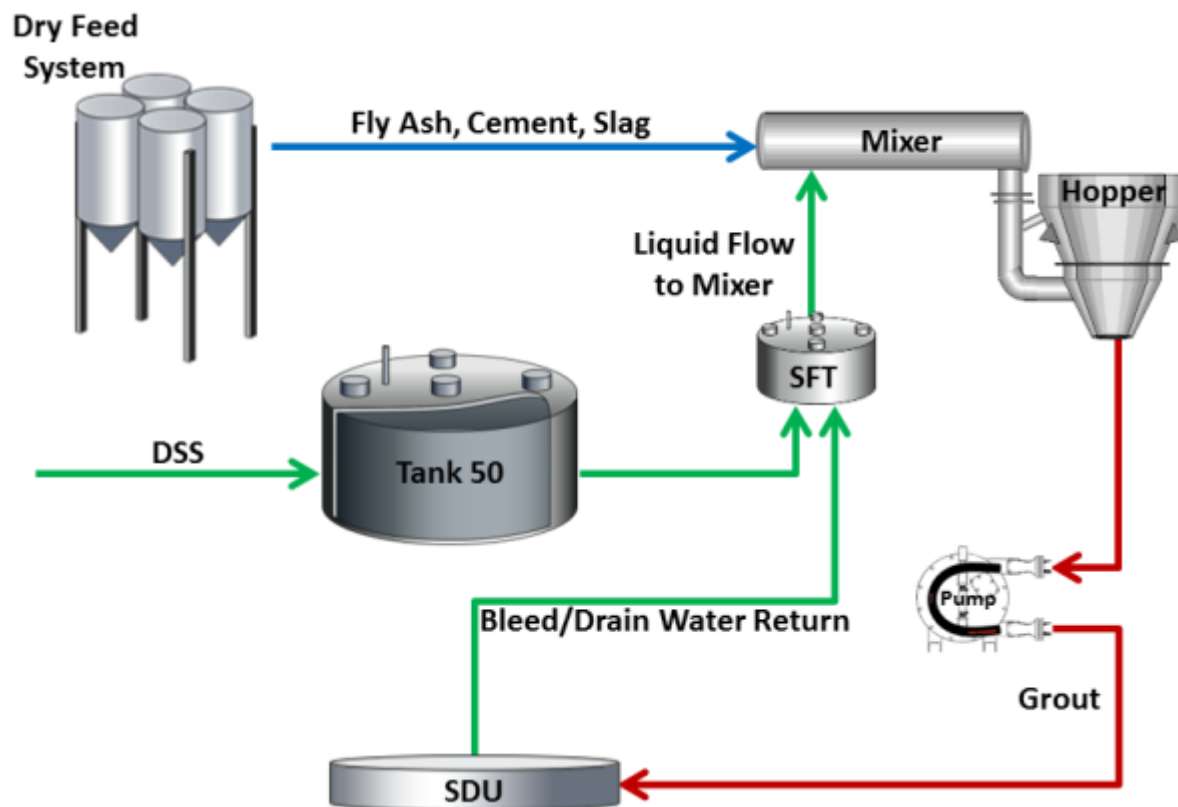 Dry Feed
System
Fly Ash, Cement, Slag
Mixer
Hopper
Liquid Flow
to Mixer
SFT
DSS
Tank 50
Pump
Bleed/Drain Water Return
Grout
SDU